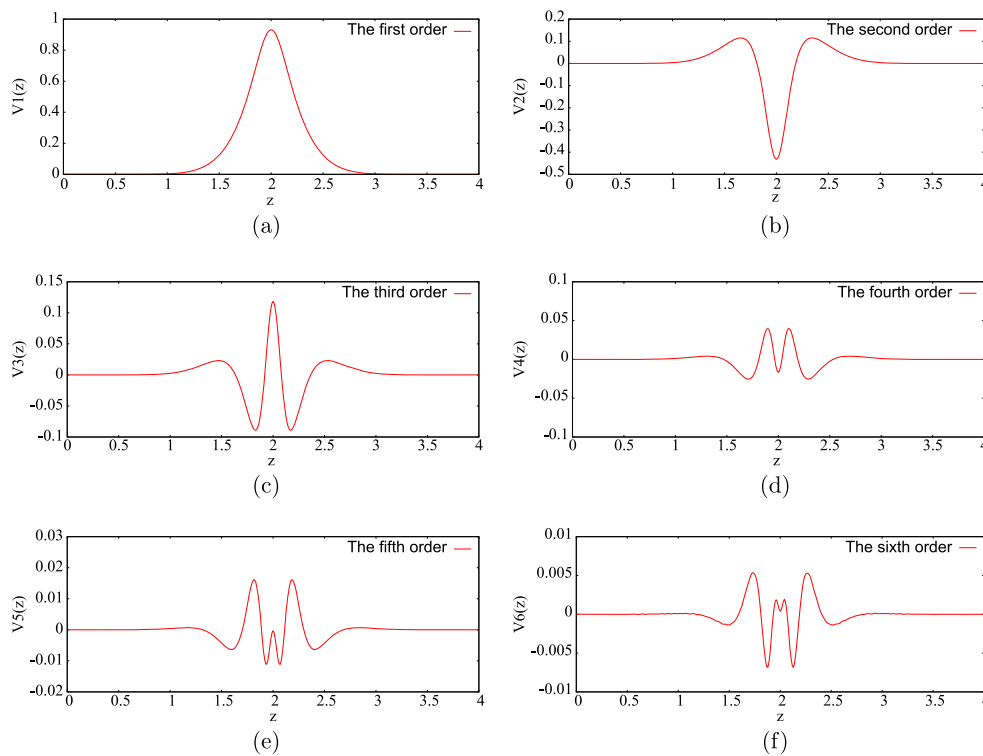 The first order
1
0.8
0.6
0.4
0.2
0
V1(z)
0 0.5 1 1.5 2 2.5 3 3.5 4
z
(a)
The second order
0.2
0.1
0
-0.1
-0.2
-0.3
-0.4
-0.5
V2(z)
0 0.5 1 1.5 2 2.5 3 3.5 4
z
(b)
The third order
0.15
0.1
0.05
0
-0.05
-0.1
V3(z)
0 0.5 1 1.5 2 2.5 3 3.5 4
z
(c)
The fourth order
0.1
0.05
0
-0.05
-0.1
V4(z)
0 0.5 1 1.5 2 2.5 3 3.5 4
z
(d)
The fifth order
0.03
0.02
0.01
0
-0.01
-0.02
V5(z)
0 0.5 1 1.5 2 2.5 3 3.5 4
z
(e)
The sixth order
0.01
0.005
0
-0.005
-0.01
V6(z)
0 0.5 1 1.5 2 2.5 3 3.5 4
z
(f)